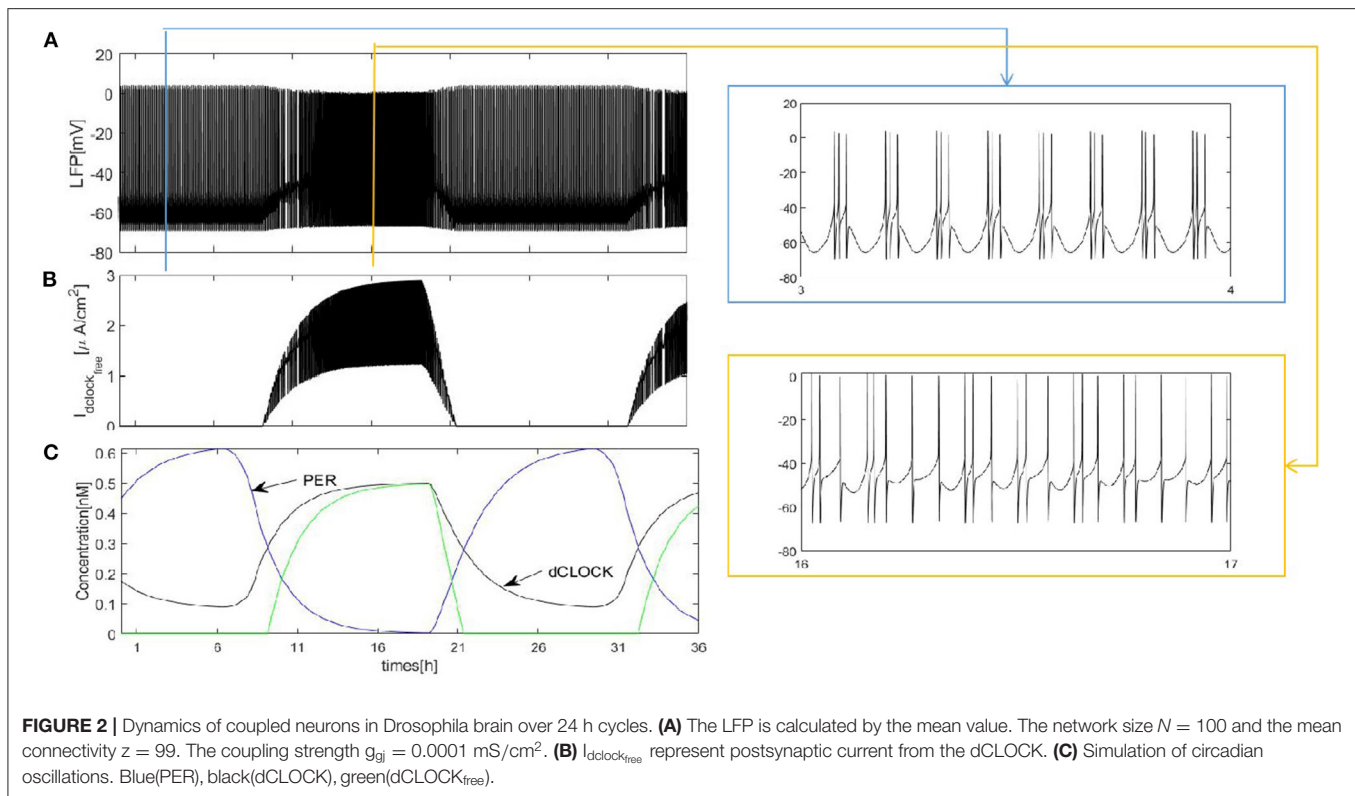 A
20
0
-20
-40
-60
-80
LFP[mV]
20
0
-20
-40
-60
-80
3
4
B
3
2
1
0
I_dclock_free [μ A/cm²]
0
-20
-40
-60
-80
16
17
C
0.6
0.5
0.4
0.3
0.2
0.1
0
Concentration[nM]
PER
dCLOCK
1 6 11 16 21 26 31 36
times[h]
FIGURE 2 | Dynamics of coupled neurons in Drosophila brain over 24 h cycles. (A) The LFP is calculated by the mean value. The network size N = 100 and the mean
connectivity z = 99. The coupling strength g_gj = 0.0001 mS/cm². (B) I_dclock_free represent postsynaptic current from the dCLOCK. (C) Simulation of circadian
oscillations. Blue(PER), black(dCLOCK), green(dCLOCK_free).